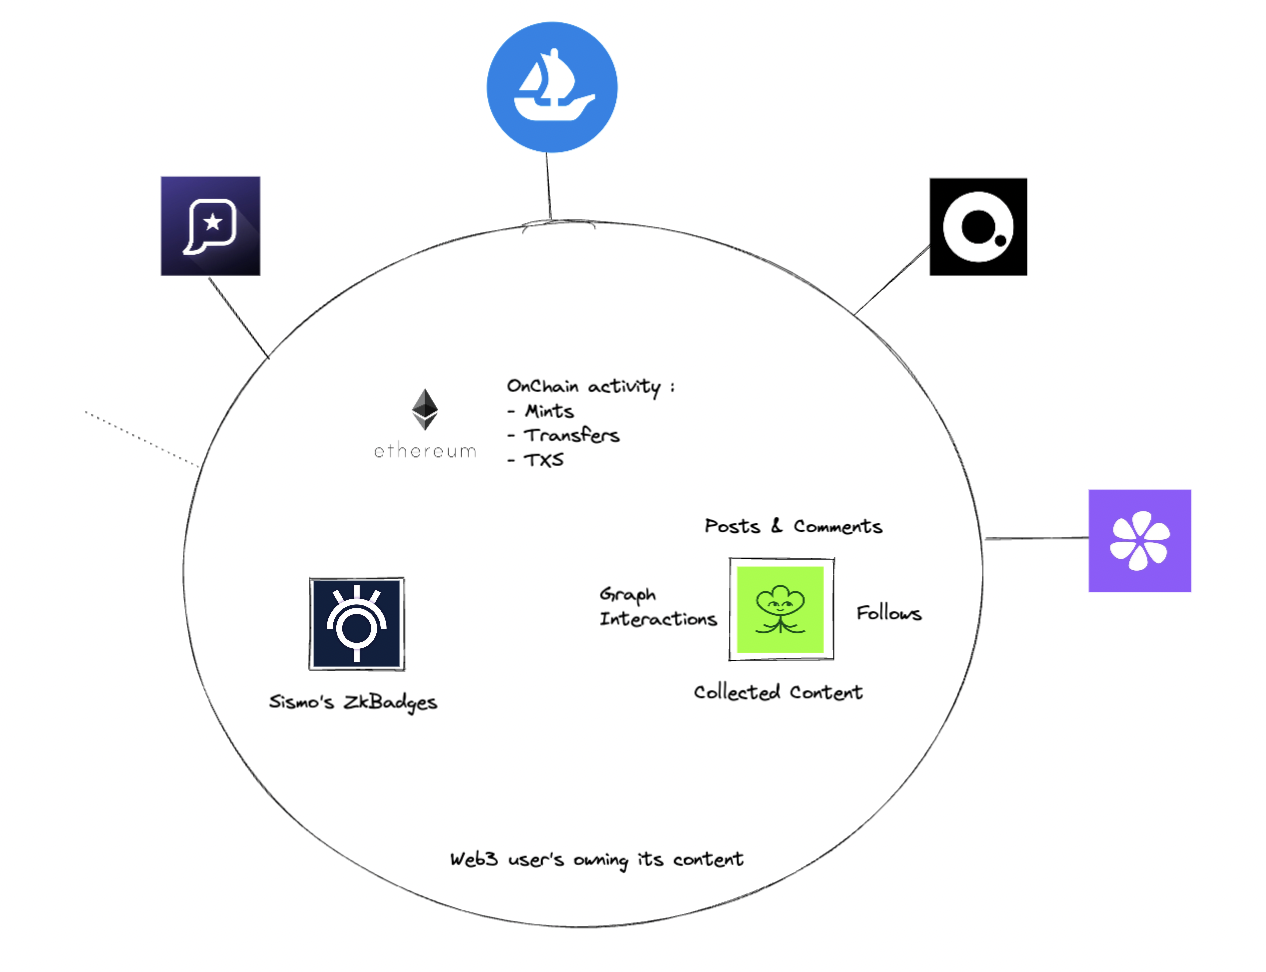 OnChain activity :
- Mints
- Transfers
- TXS
ethereum
Posts & Comments
Graph
Interactions
Follows
Collected Content
Sismo's ZkBadges
Web3 user's owning its content